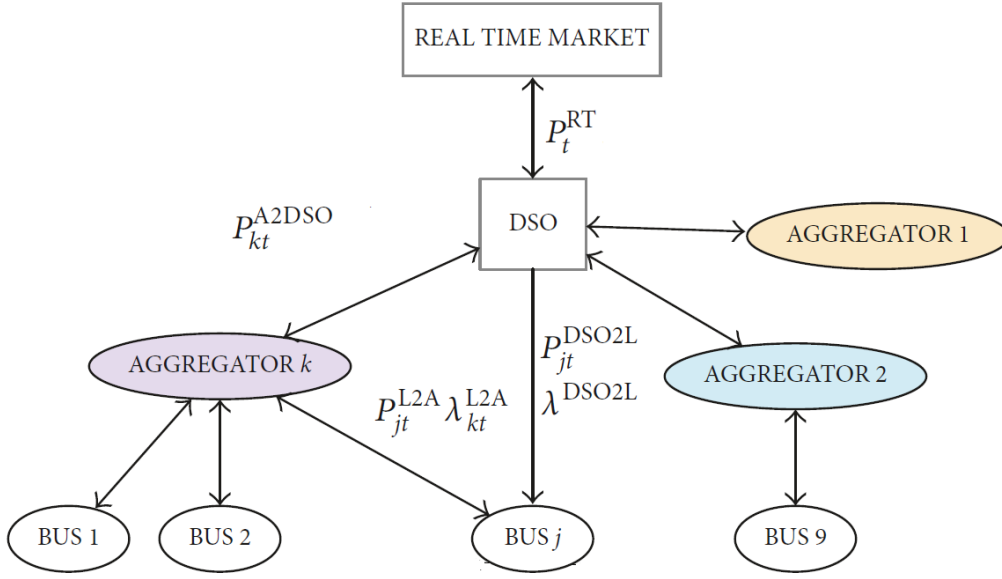 REAL TIME MARKET
P_t^RT
DSO
P_kt^A2DSO
AGGREGATOR 1
AGGREGATOR k
P_jt^DSO2L
AGGREGATOR 2
P_jt^L2A λ_kt^L2A
λ^DSO2L
BUS 1
BUS 2
BUS j
BUS 9